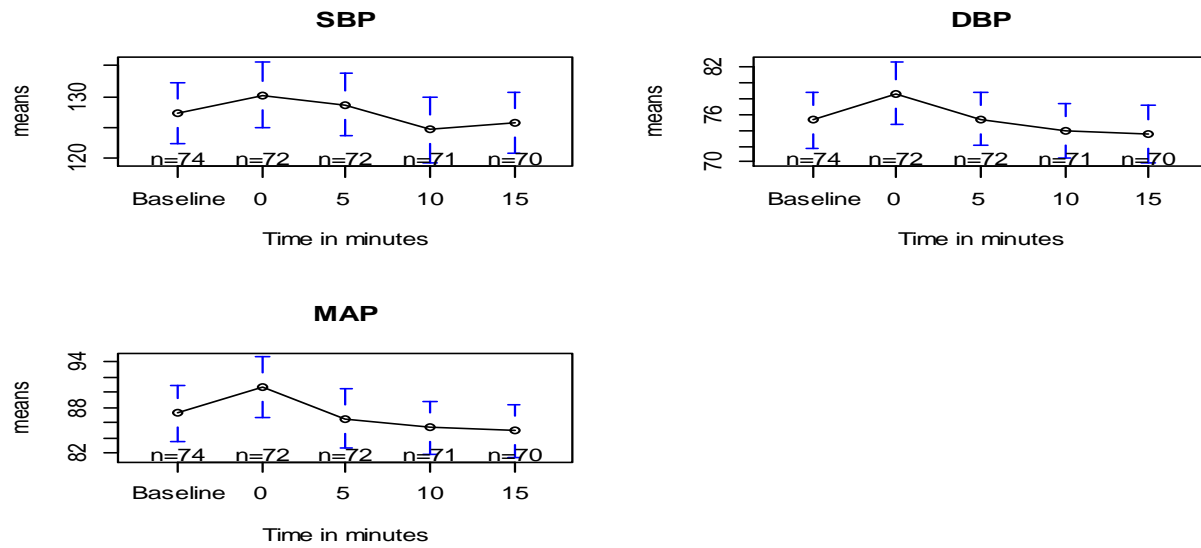 SBP
means
130
120
n=74 n=72 n=72 n=71 n=70
Baseline 0 5 10 15
Time in minutes
DBP
means
82
76
70
n=74 n=72 n=72 n=71 n=70
Baseline 0 5 10 15
Time in minutes
MAP
means
94
88
82
n=74 n=72 n=72 n=71 n=70
Baseline 0 5 10 15
Time in minutes